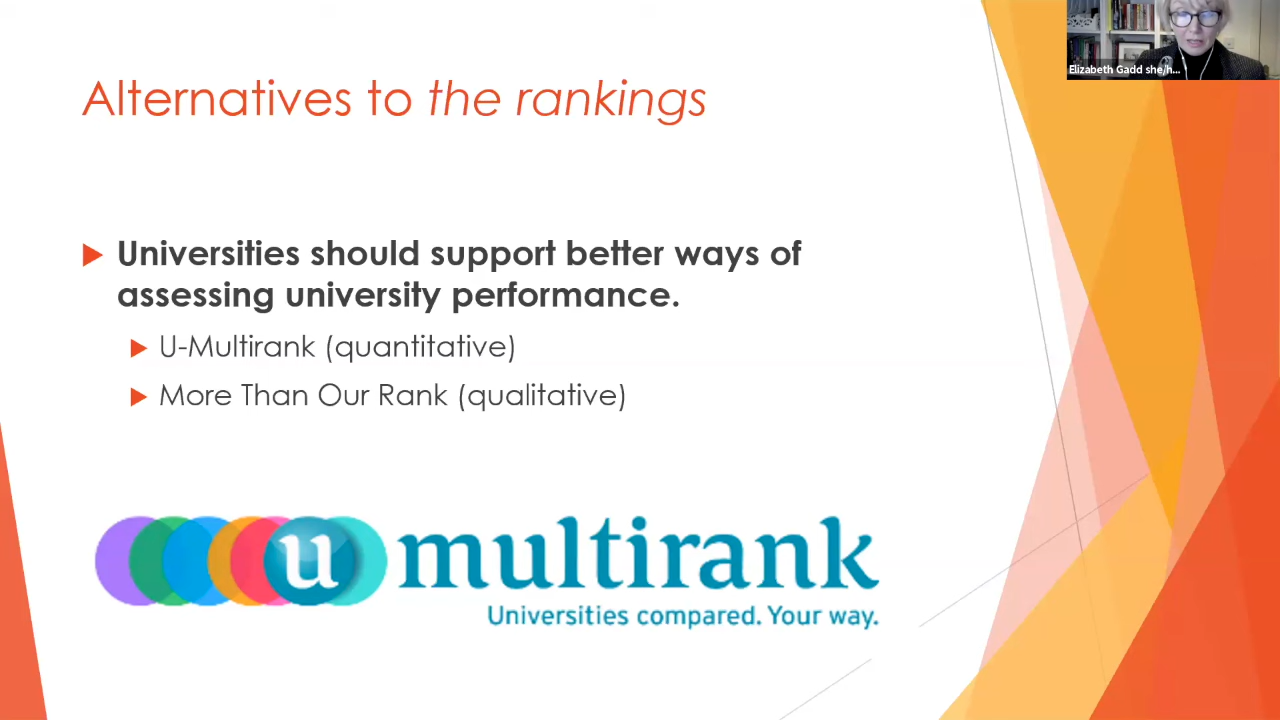 Elizabeth Gadd she/h...
Alternatives to the rankings
Universities should support better ways of
assessing university performance.
U-Multirank (quantitative)
More Than Our Rank (qualitative)
u multirank
Universities compared. Your way.